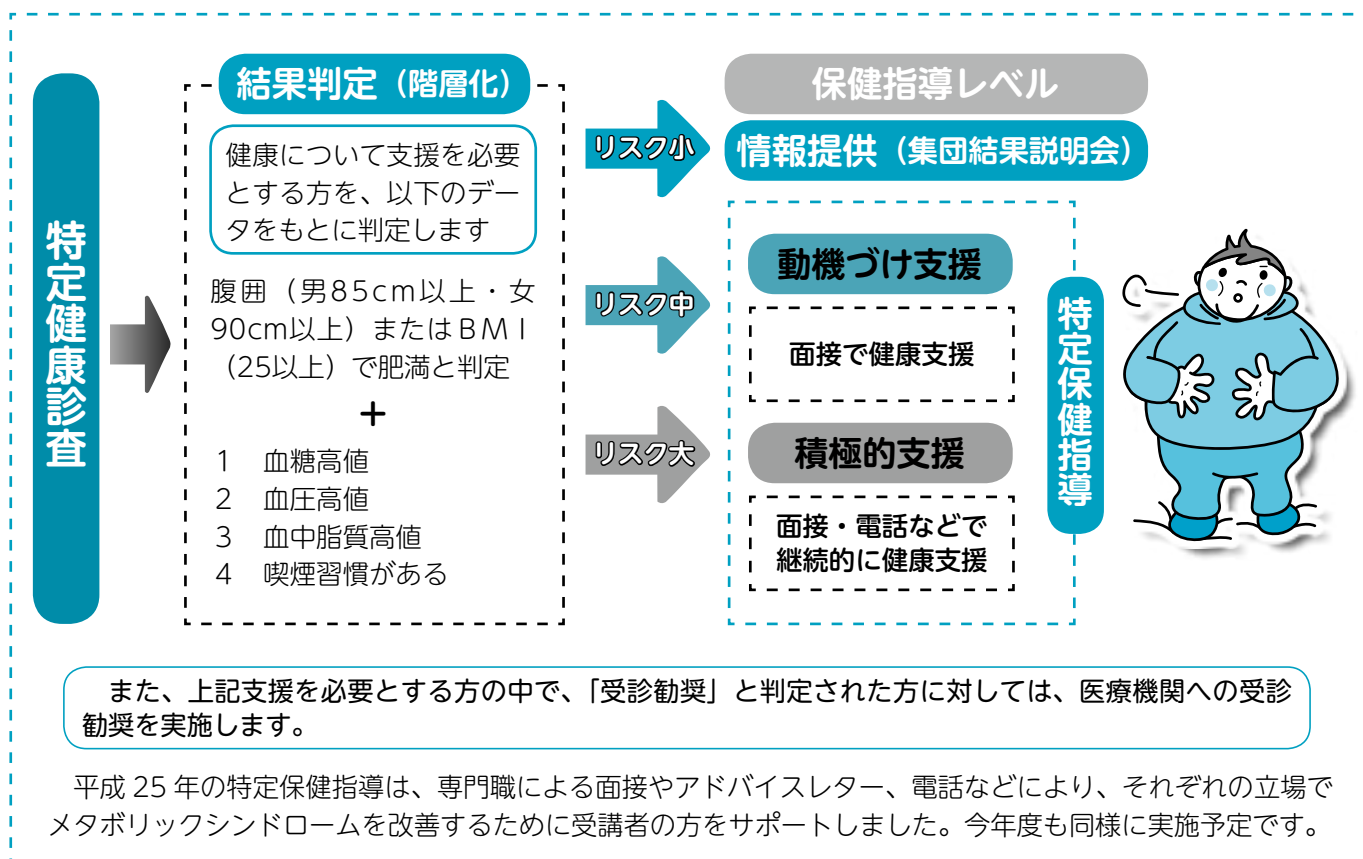 特定健康診査
結果判定（階層化）
健康について支援を必要
とする方を、以下のデー
タをもとに判定します
腹囲（男85cm以上・女
90cm以上）またはＢＭＩ
（25以上）で肥満と判定
＋
1　血糖高値
2　血圧高値
3　血中脂質高値
4　喫煙習慣がある
リスク小
リスク中
リスク大
保健指導レベル
情報提供（集団結果説明会）
動機づけ支援
面接で健康支援
積極的支援
面接・電話などで
継続的に健康支援
特定保健指導
また、上記支援を必要とする方の中で、「受診勧奨」と判定された方に対しては、医療機関への受診
勧奨を実施します。
平成 25 年の特定保健指導は、専門職による面接やアドバイスレター、電話などにより、それぞれの立場で
メタボリックシンドロームを改善するために受講者の方をサポートしました。今年度も同様に実施予定です。